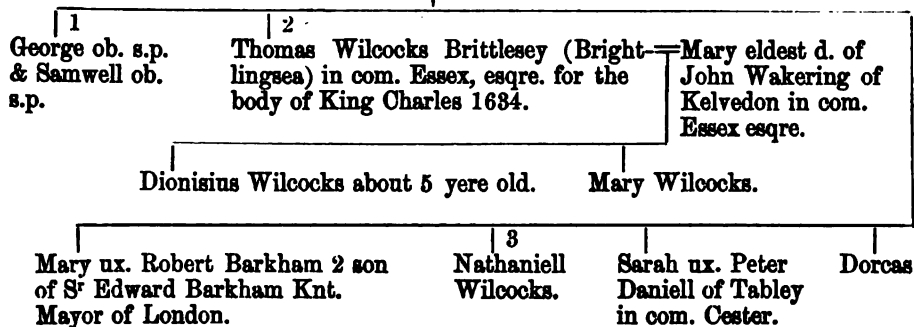 1
George ob. s.p.
& Samwell ob.
s.p.
2
Thomas Wilcocks Brittlesey (Bright-
lingsea) in com. Essex, esqre. for the
body of King Charles 1634.
Mary eldest d. of
John Wakering of
Kelvedon in com.
Essex esqre.
Dionisius Wilcocks about 5 yere old.
Mary Wilcocks.
Mary ux. Robert Barkham 2 son
of Sr Edward Barkham Knt.
Mayor of London.
3
Nathaniell
Wilcocks.
Sarah ux. Peter
Daniell of Tabley
in com. Cester.
Dorcas